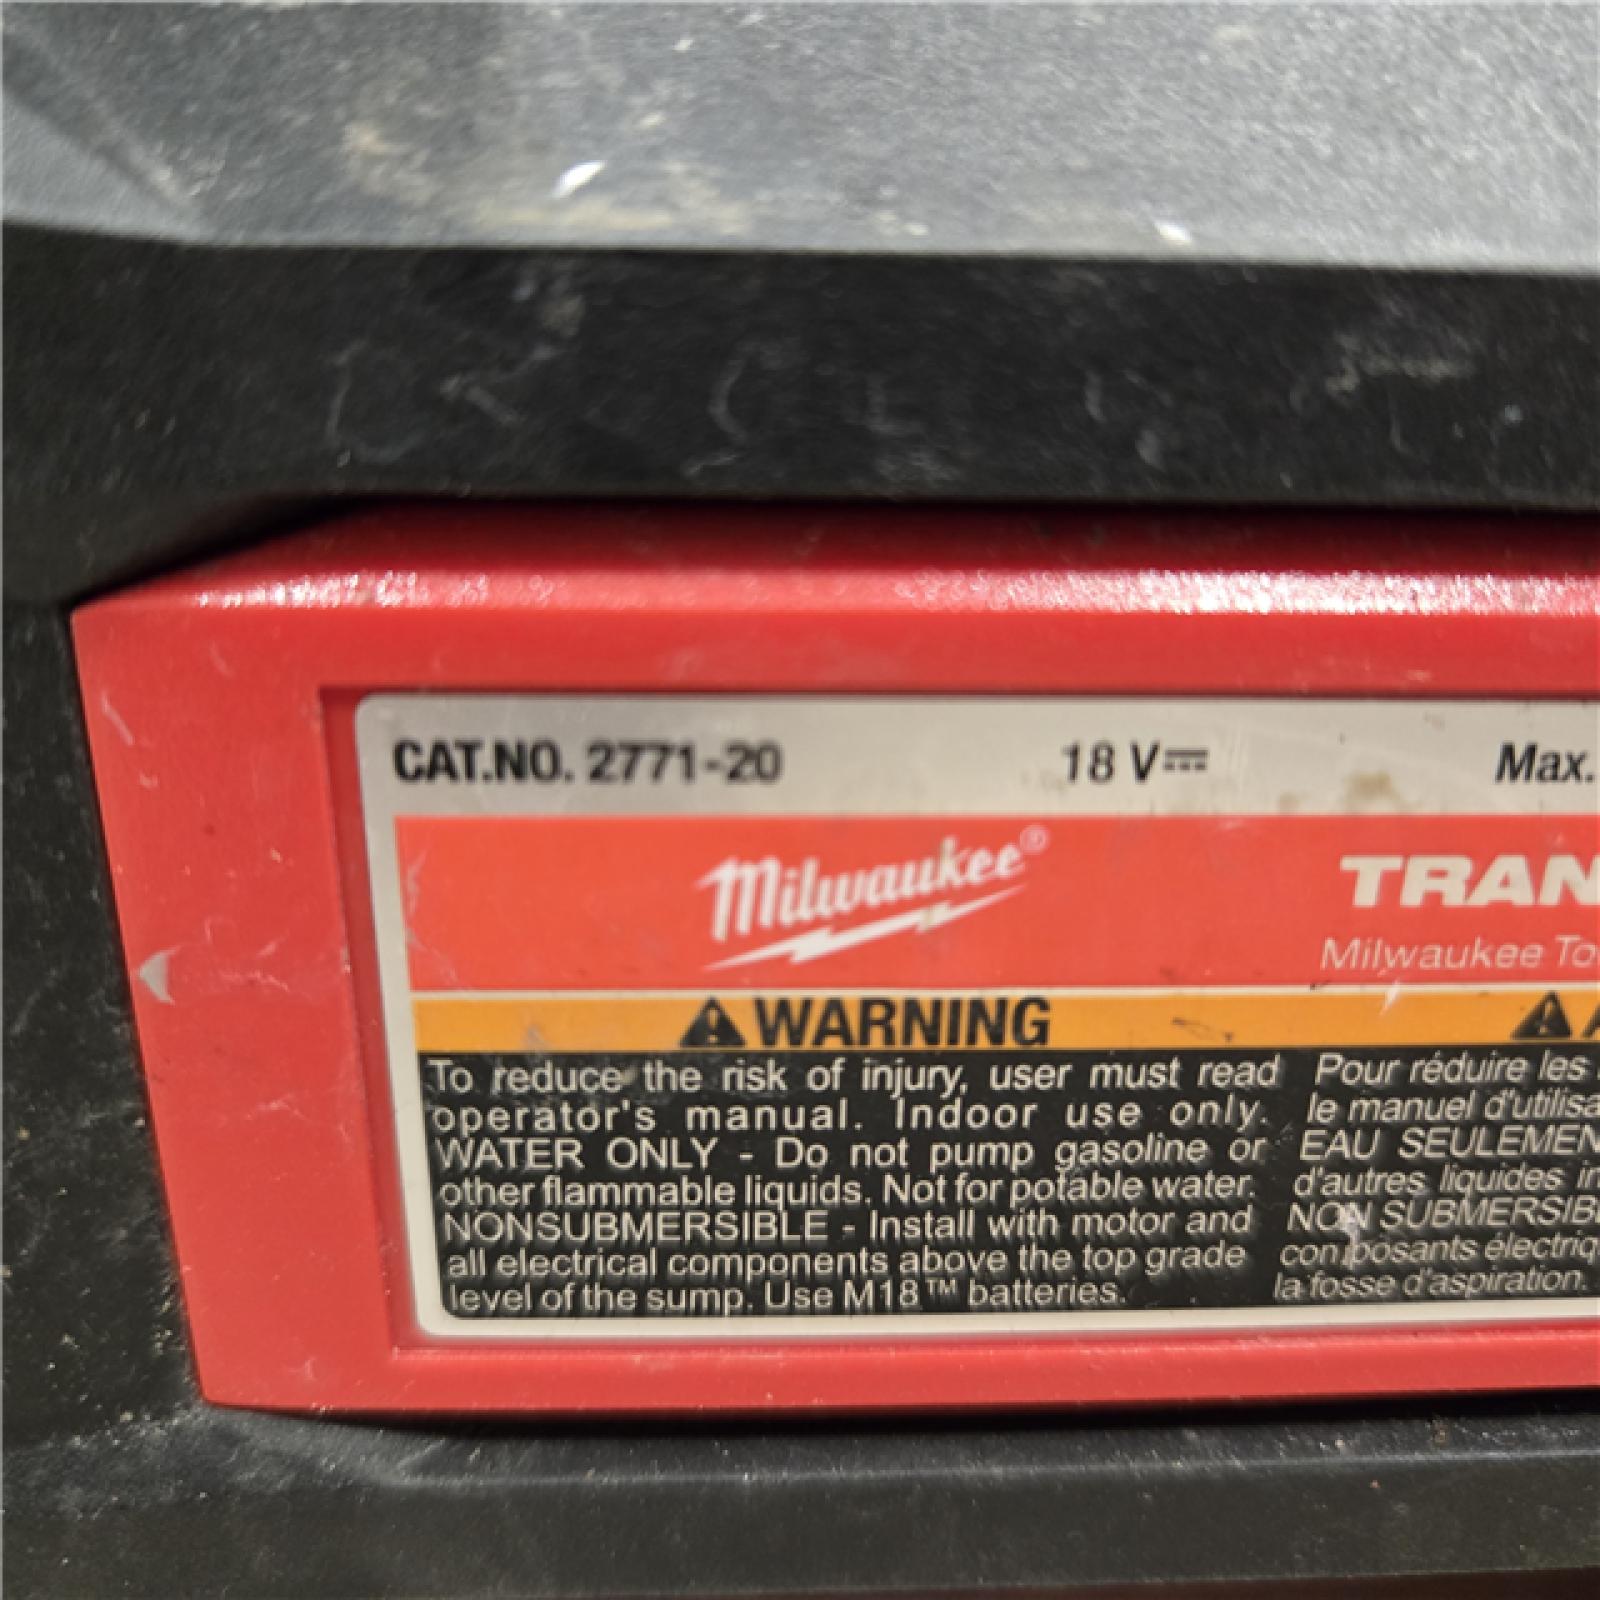 CAT.NO. 2771-20 18 V⎓ Max.
Milwaukee®
TRAN
Milwaukee To
⚠WARNING
To reduce the risk of injury, user must read
operator's manual. Indoor use only.
WATER ONLY - Do not pump gasoline or
other flammable liquids. Not for potable water.
NONSUBMERSIBLE - Install with motor and
all electrical components above the top grade
level of the sump. Use M18™ batteries.
⚠A
Pour réduire les
le manuel d'utilisa
EAU SEULEMEN
d'autres liquides in
NON SUBMERSIB
composants électriq
la fosse d'aspiration.